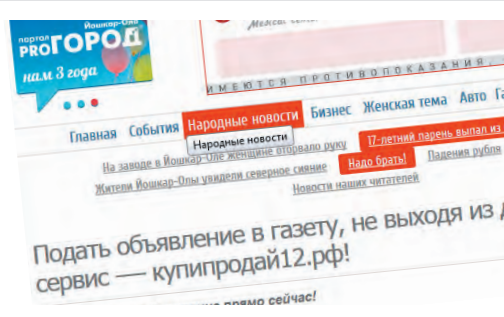 Йошкар-Ола
портал
PROГОРОД
нам 3 года
ИМЕЮТСЯ ПРОТИВОПОКАЗАНИЯ,
Главная События Народные новости Бизнес Женская тема Авто
Народные новости
На заводе в Йошкар-Оле женщине оторвало руку 17-летний парень выпал из
Жители Йошкар-Олы увидели северное сияние Надо брать! Падения рубля
Новости наших читателей
Подать объявление в газету, не выходя из
сервис — купипродай12.рф!
прямо сейчас!